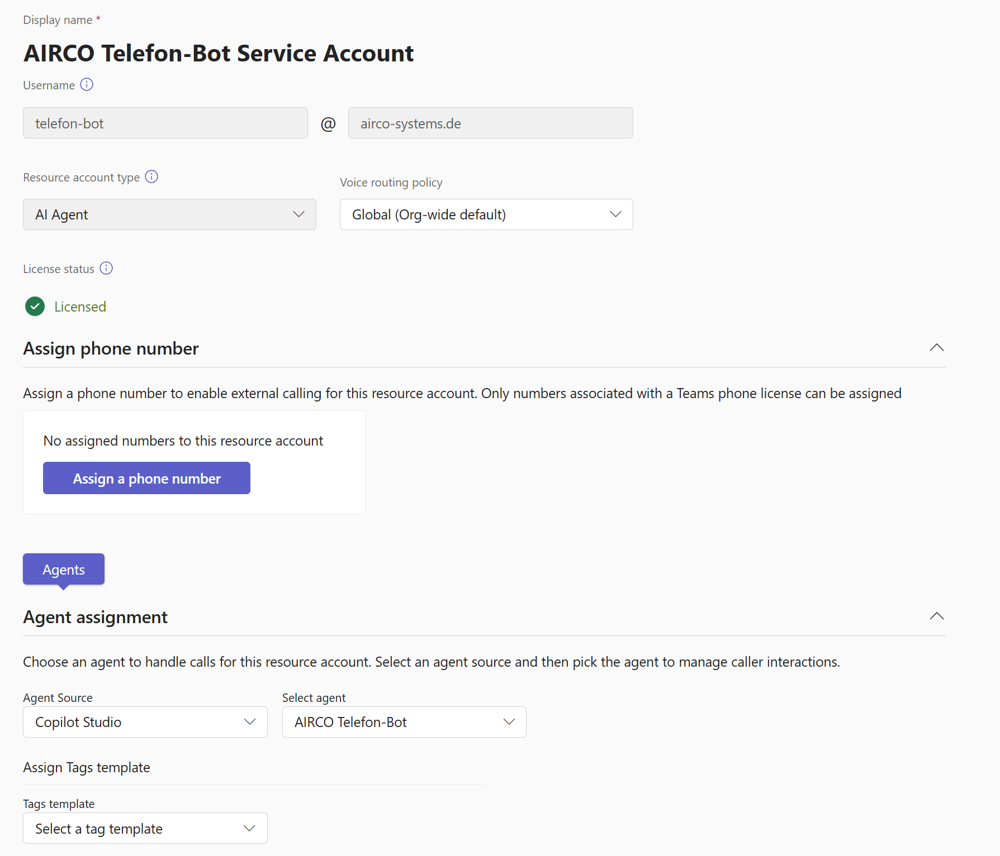 Display name *
AIRCO Telefon-Bot Service Account
Username
telefon-bot @ airco-systems.de
Resource account type
Voice routing policy
AI Agent
Global (Org-wide default)
License status
Licensed
Assign phone number
Assign a phone number to enable external calling for this resource account. Only numbers associated with a Teams phone license can be assigned
No assigned numbers to this resource account
Assign a phone number
Agents
Agent assignment
Choose an agent to handle calls for this resource account. Select an agent source and then pick the agent to manage caller interactions.
Agent Source
Select agent
Copilot Studio
AIRCO Telefon-Bot
Assign Tags template
Tags template
Select a tag template